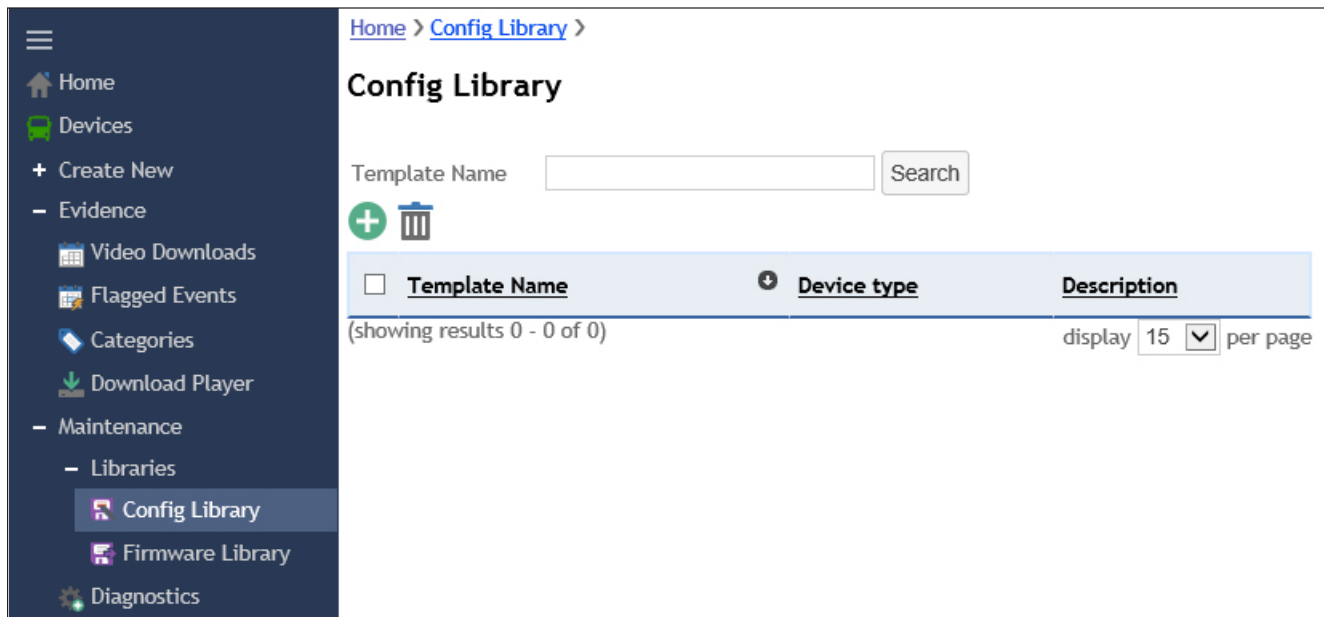 Home
Devices
+ Create New
– Evidence
Video Downloads
Flagged Events
Categories
Download Player
– Maintenance
– Libraries
Config Library
Firmware Library
Diagnostics
Home > Config Library >
Config Library
Template Name Search
Template Name Device type Description
(showing results 0 - 0 of 0) display 15 per page